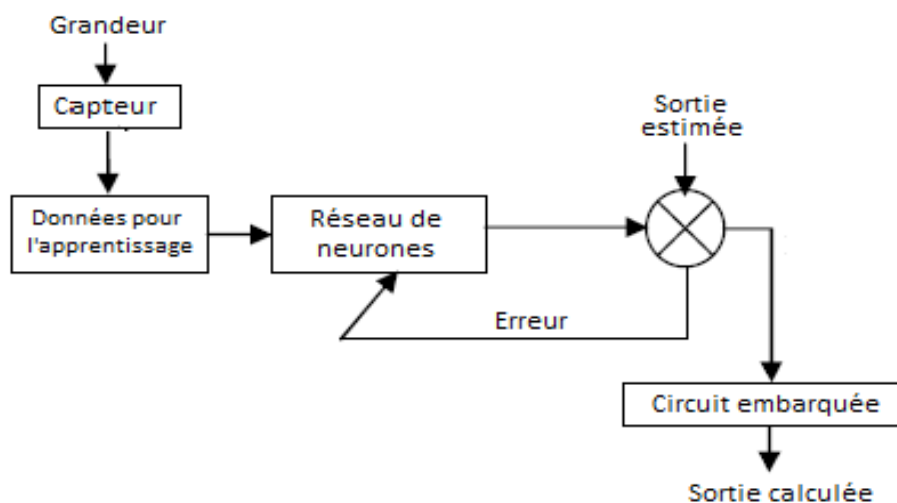 Grandeur
Capteur
Sortie
estimée
Données pour
l'apprentissage
Réseau de
neurones
Erreur
Circuit embarquée
Sortie calculée